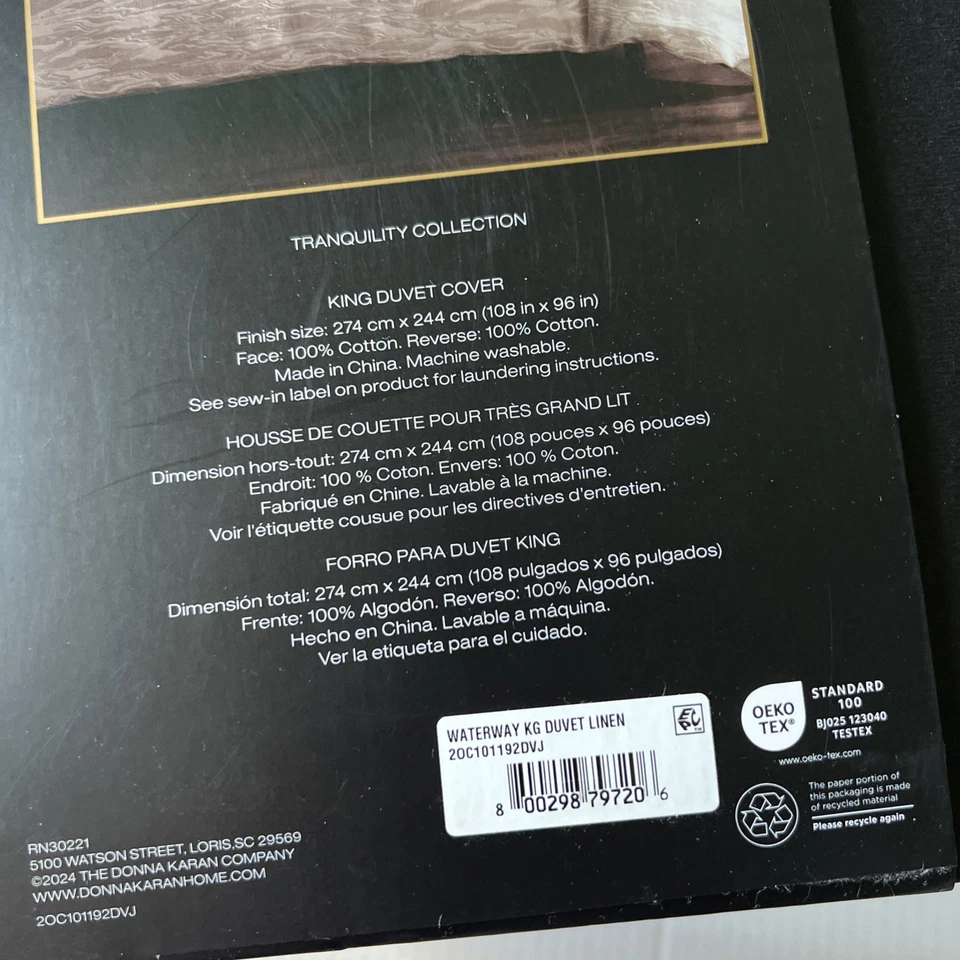 TRANQUILITY COLLECTION
KING DUVET COVER
Finish size: 274 cm x 244 cm (108 in x 96 in)
Face: 100% Cotton. Reverse: 100% Cotton.
Made in China. Machine washable.
See sew-in label on product for laundering instructions.
HOUSSE DE COUETTE POUR TRÈS GRAND LIT
Dimension hors-tout: 274 cm x 244 cm (108 pouces x 96 pouces)
Endroit: 100 % Coton. Envers: 100 % Coton.
Fabriqué en Chine. Lavable à la machine.
Voir l'étiquette cousue pour les directives d'entretien.
FORRO PARA DUVET KING
Dimensión total: 274 cm x 244 cm (108 pulgados x 96 pulgados)
Frente: 100% Algodón. Reverso: 100% Algodón.
Hecho en China. Lavable a máquina.
Ver la etiqueta para el cuidado.
WATERWAY KG DUVET LINEN
2OC101192DVJ
8 00298 79720 6
OEKO
TEX®
STANDARD
100
BJ025 123040
TESTEX
www.oeko-tex.com
The paper portion of
this packaging is made
of recycled material
Please recycle again
RN30221
5100 WATSON STREET, LORIS,SC 29569
©2024 THE DONNA KARAN COMPANY
WWW.DONNAKARANHOME.COM
2OC101192DVJ